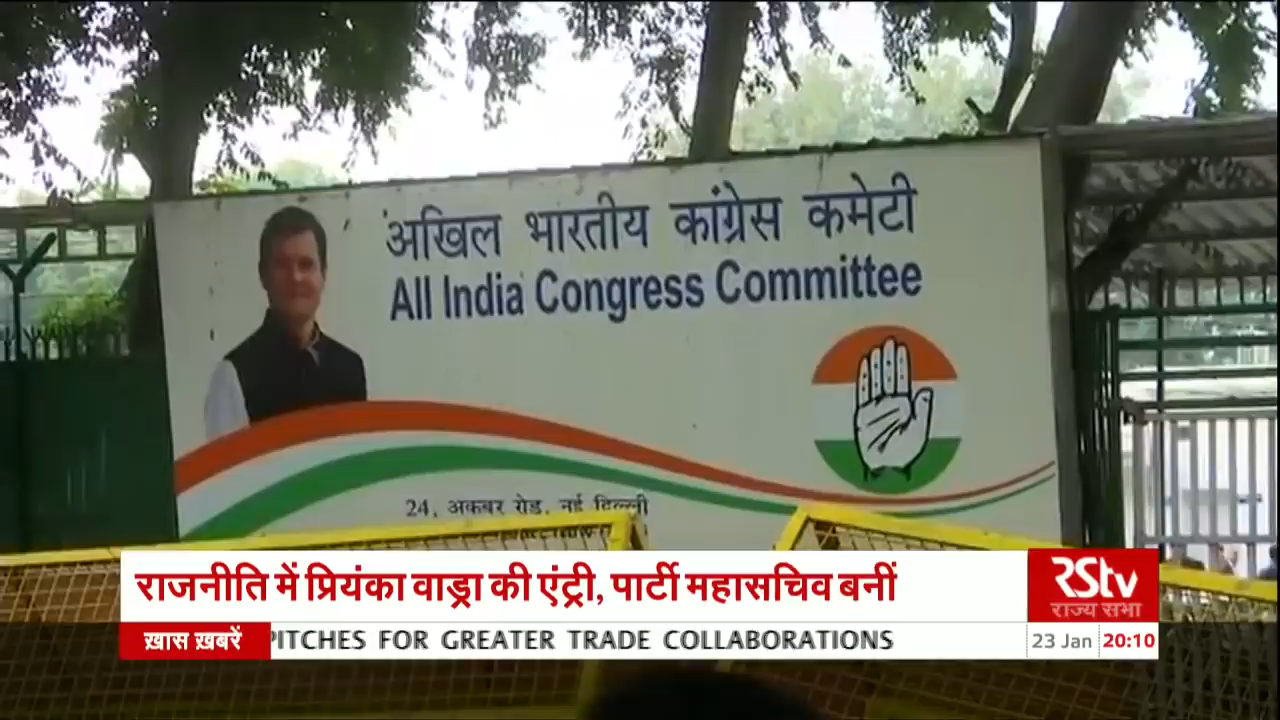 अखिल भारतीय कांग्रेस कमेटी
All India Congress Committee
24, अकबर रोड, नई दिल्ली
राजनीति में प्रियंका वाड्रा की एंट्री, पार्टी महासचिव बनीं
RStv
राज्य सभा
ख़ास ख़बरें
PITCHES FOR GREATER TRADE COLLABORATIONS
23 Jan 20:10